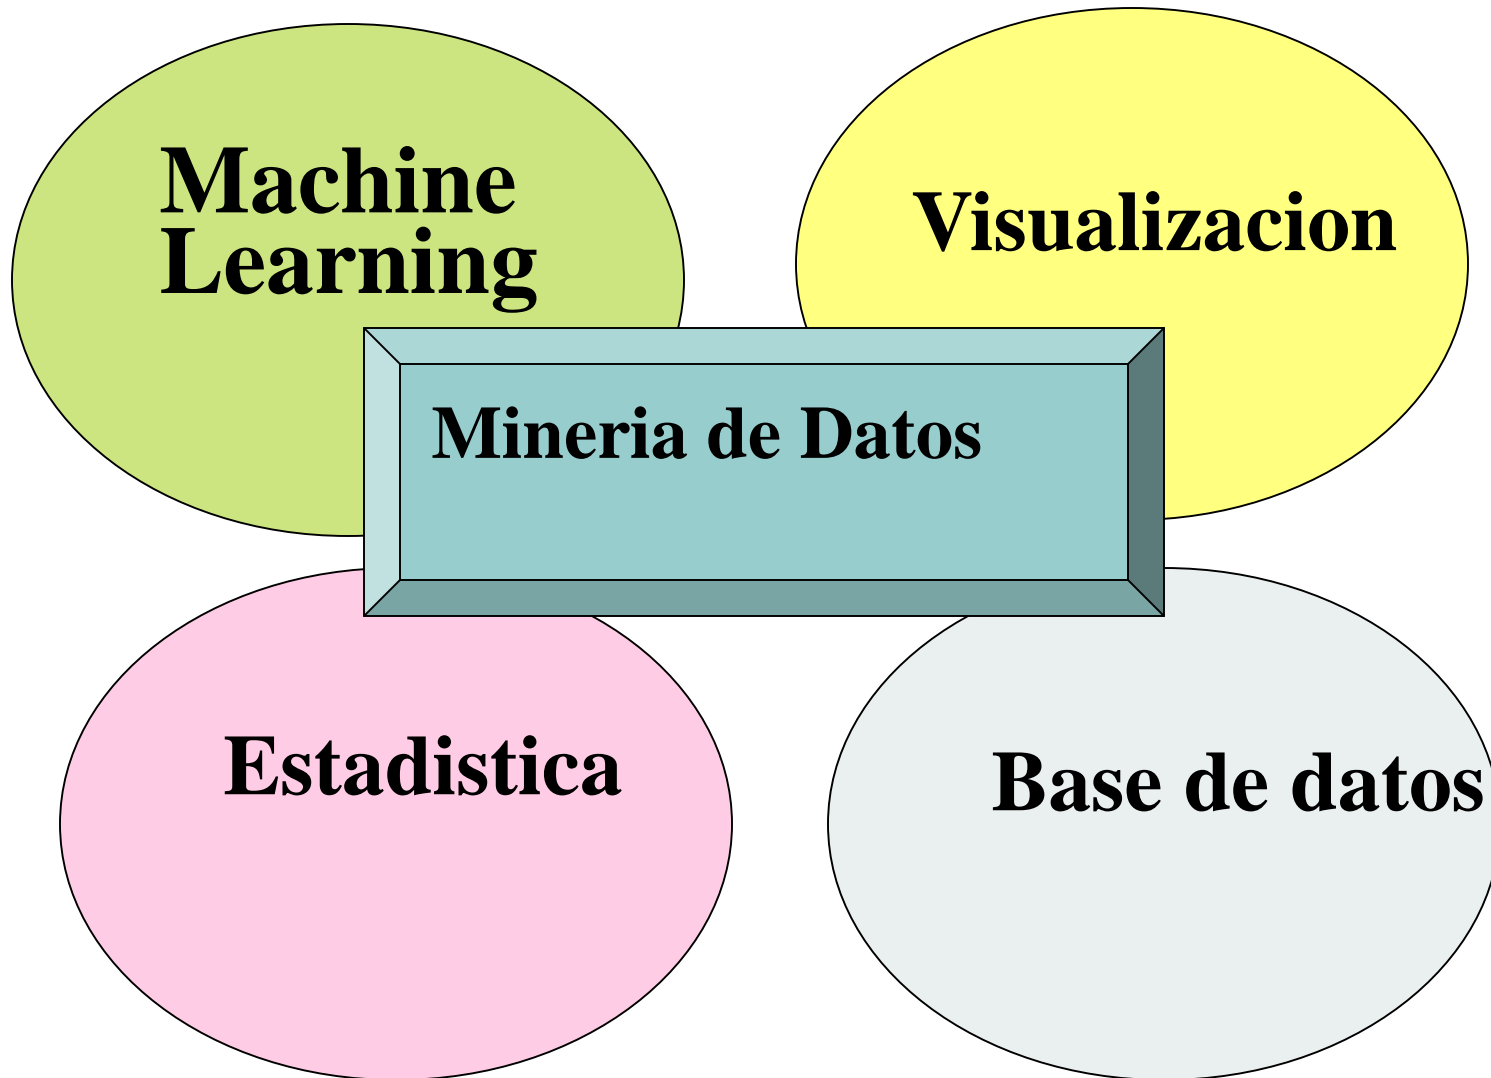 Machine
Learning
Visualizacion
Mineria de Datos
Estadistica
Base de datos